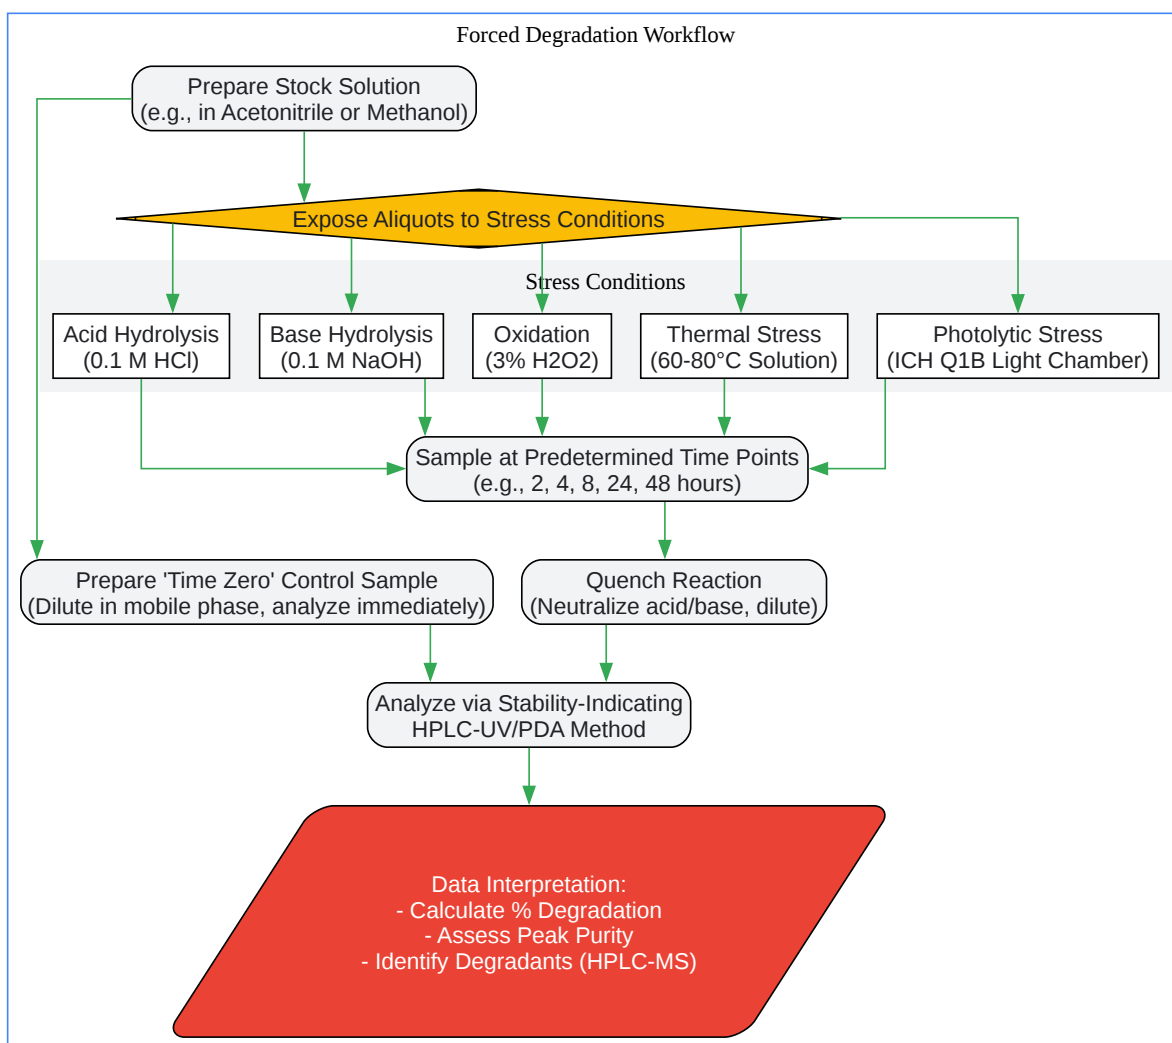 Forced Degradation Workflow
Prepare Stock Solution
(e.g., in Acetonitrile or Methanol)
Expose Aliquots to Stress Conditions
Stress Conditions
Acid Hydrolysis
(0.1 M HCl)
Base Hydrolysis
(0.1 M NaOH)
Oxidation
(3% H2O2)
Thermal Stress
(60-80°C Solution)
Photolytic Stress
(ICH Q1B Light Chamber)
Sample at Predetermined Time Points
(e.g., 2, 4, 8, 24, 48 hours)
Prepare 'Time Zero' Control Sample
(Dilute in mobile phase, analyze immediately)
Quench Reaction
(Neutralize acid/base, dilute)
Analyze via Stability-Indicating
HPLC-UV/PDA Method
Data Interpretation:
- Calculate % Degradation
- Assess Peak Purity
- Identify Degradants (HPLC-MS)